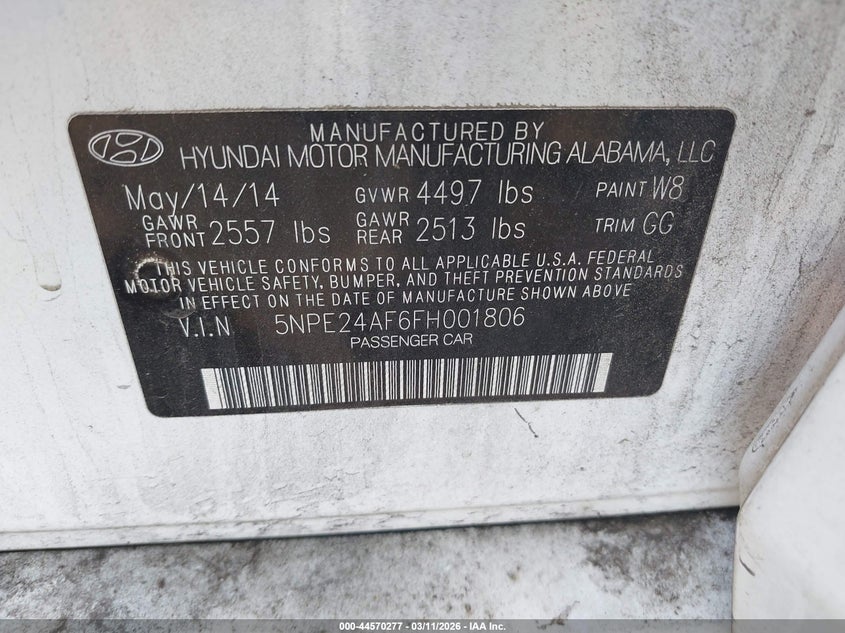 MANUFACTURED BY
HYUNDAI MOTOR MANUFACTURING ALABAMA, LLC
May/14/14 GVWR 4497 lbs PAINT W8
GAWR FRONT 2557 lbs GAWR REAR 2513 lbs TRIM GG
THIS VEHICLE CONFORMS TO ALL APPLICABLE U.S.A. FEDERAL
MOTOR VEHICLE SAFETY, BUMPER, AND THEFT PREVENTION STANDARDS
IN EFFECT ON THE DATE OF MANUFACTURE SHOWN ABOVE
V.I.N 5NPE24AF6FH001806
PASSENGER CAR
000-44570277 - 03/11/2026 - IAA Inc.